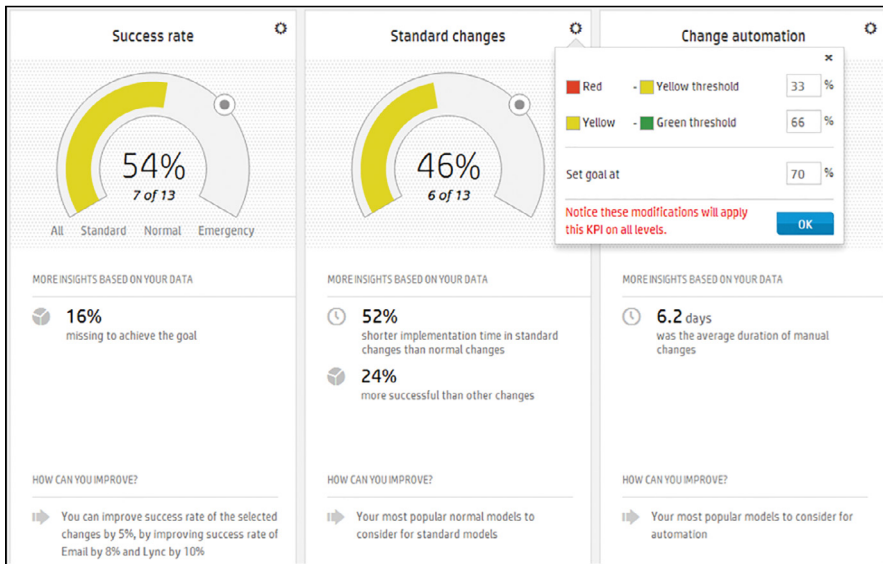 Success rate
54%
7 of 13
All Standard Normal Emergency
MORE INSIGHTS BASED ON YOUR DATA
16%
missing to achieve the goal
HOW CAN YOU IMPROVE?
You can improve success rate of the selected
changes by 5%, by improving success rate of
Email by 8% and Lync by 10%
Standard changes
46%
6 of 13
MORE INSIGHTS BASED ON YOUR DATA
52%
shorter implementation time in standard
changes than normal changes
24%
more successful than other changes
HOW CAN YOU IMPROVE?
Your most popular normal models to
consider for standard models
Change automation
×
Red - Yellow threshold 33 %
Yellow - Green threshold 66 %
Set goal at 70 %
Notice these modifications will apply
this KPI on all levels.
OK
MORE INSIGHTS BASED ON YOUR DATA
6.2 days
was the average duration of manual
changes
HOW CAN YOU IMPROVE?
Your most popular models to consider for
automation